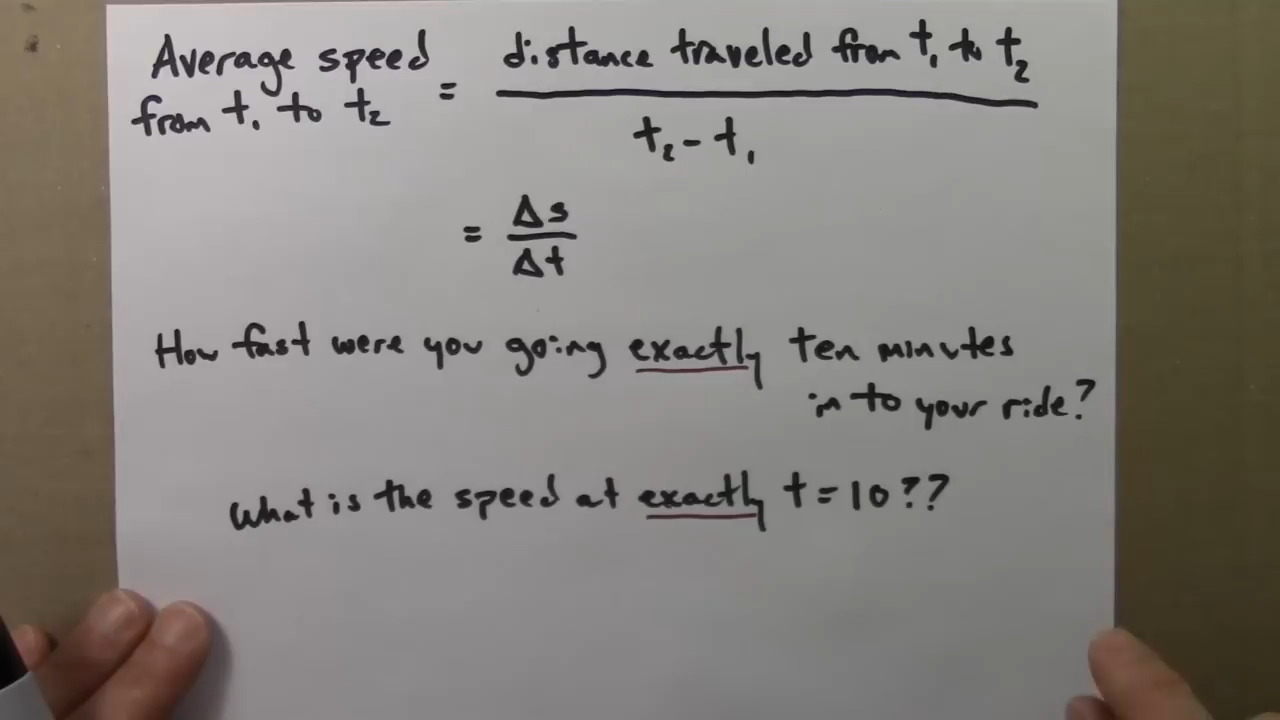 Average speed from t₁ to t₂ = distance traveled from t₁ to t₂ / t₂ - t₁
= Δs / Δt
How fast were you going exactly ten minutes
in to your ride?
What is the speed at exactly t = 10??